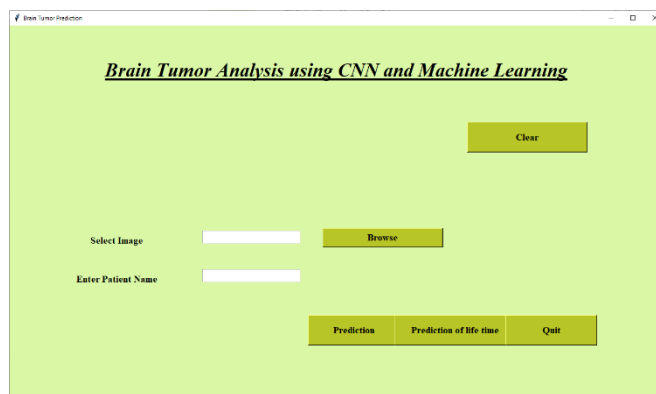 Brain Tumor Prediction
Brain Tumor Analysis using CNN and Machine Learning
Clear
Select Image
Browse
Enter Patient Name
Prediction
Prediction of life time
Quit